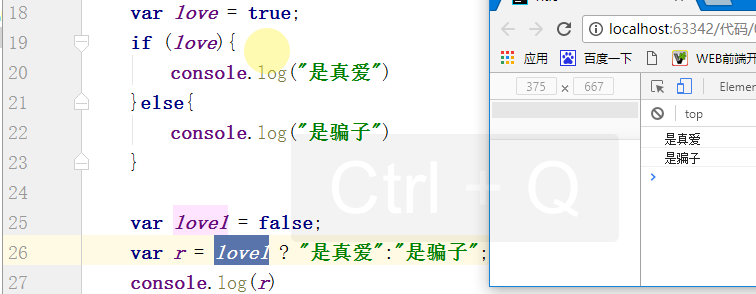 18 var love = true;
19 if (love){
20 console.log("是真爱")
21 }else{
22 console.log("是骗子")
23 }
24
25 var love1 = false;
26 var r = love1 ? "是真爱":"是骗子";
27 console.log(r)
Ctrl + Q
localhost:63342/代码/
应用 百度一下 WEB前端开
375 × 667
Elemen
top
是真爱
是骗子